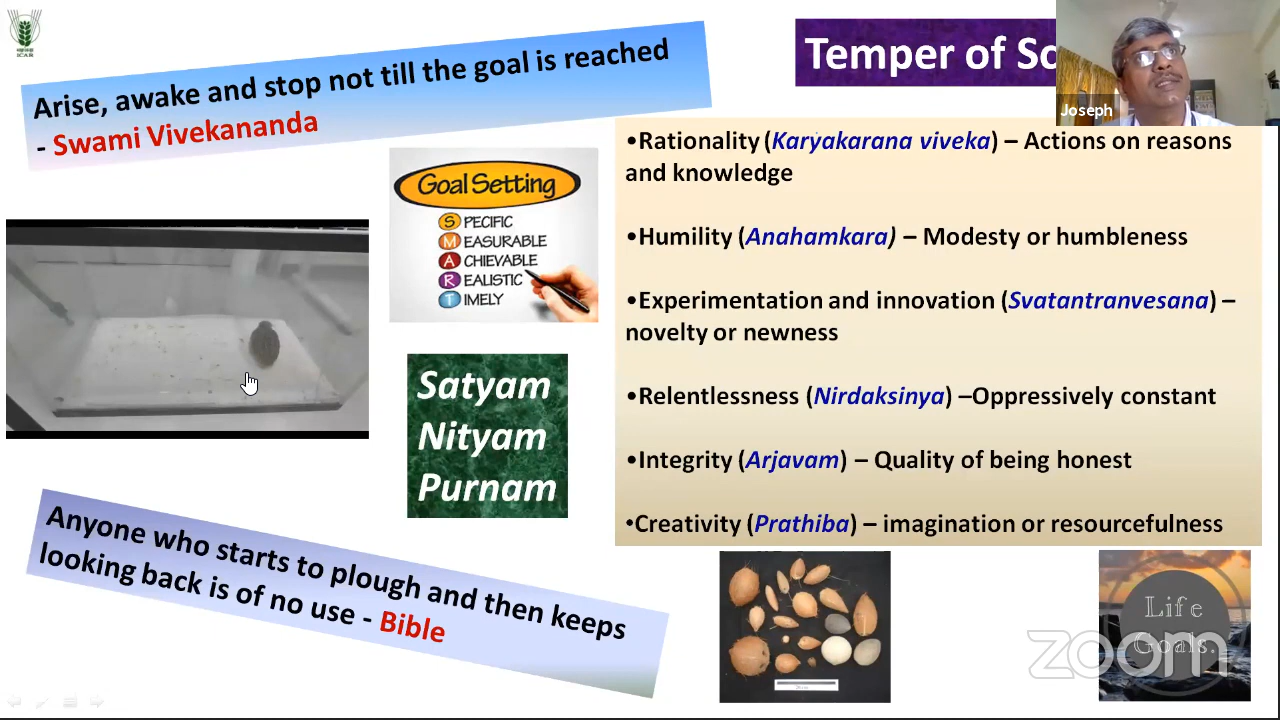 ICAR
Arise, awake and stop not till the goal is reached
- Swami Vivekananda
Temper of Sc
Joseph
Goal Setting
SPECIFIC
MEASURABLE
ACHIEVABLE
REALISTIC
TIMELY
Satyam
Nityam
Purnam
•Rationality (Karyakarana viveka) – Actions on reasons
and knowledge
•Humility (Anahamkara) – Modesty or humbleness
•Experimentation and innovation (Svatantranvesana) –
novelty or newness
•Relentlessness (Nirdaksinya) –Oppressively constant
•Integrity (Arjavam) – Quality of being honest
•Creativity (Prathiba) – imagination or resourcefulness
Anyone who starts to plough and then keeps
looking back is of no use - Bible
Life
Goals.
zoom